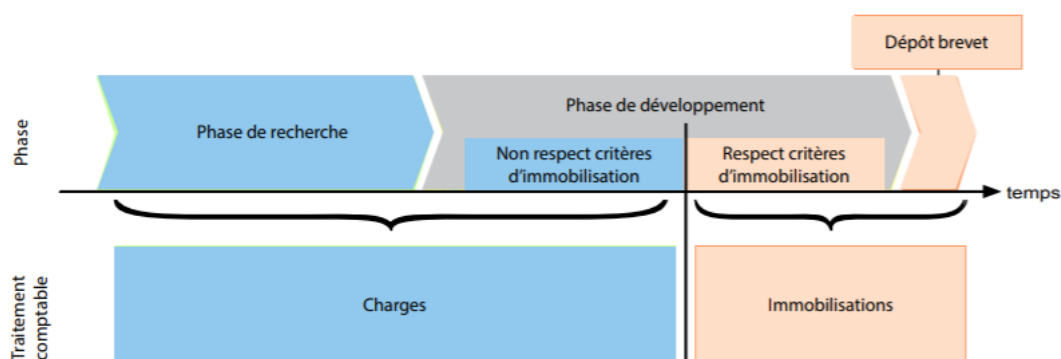 Dépôt brevet
Phase
Phase de recherche
Phase de développement
Non respect critères
d'immobilisation
Respect critères
d'immobilisation
temps
Traitement
comptable
Charges
Immobilisations